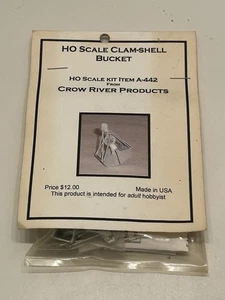 HO Scale Clam-shell
Bucket
HO Scale Kit Item A-442
From
Crow River Products
Price $12.00
Made in USA
This product is intended for adult hobbyist